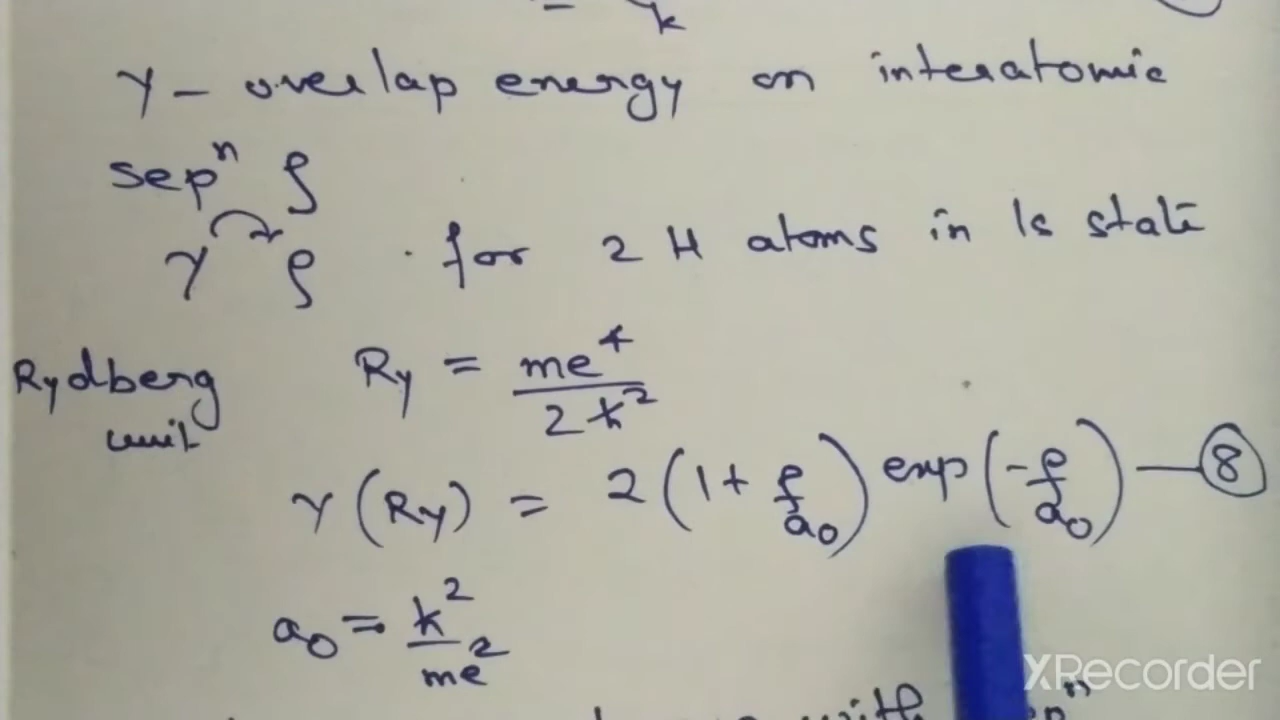 = ħ
γ - overlap energy on interatomic
sepⁿ ρ
γ ρ . for 2 H atoms in 1s state
Rydberg unit Ry = me⁴ / 2ħ²
γ (Ry) = 2 (1 + ρ/a₀) exp (-ρ/a₀) — 8
a₀ = ħ² / me²
with
XRecorder